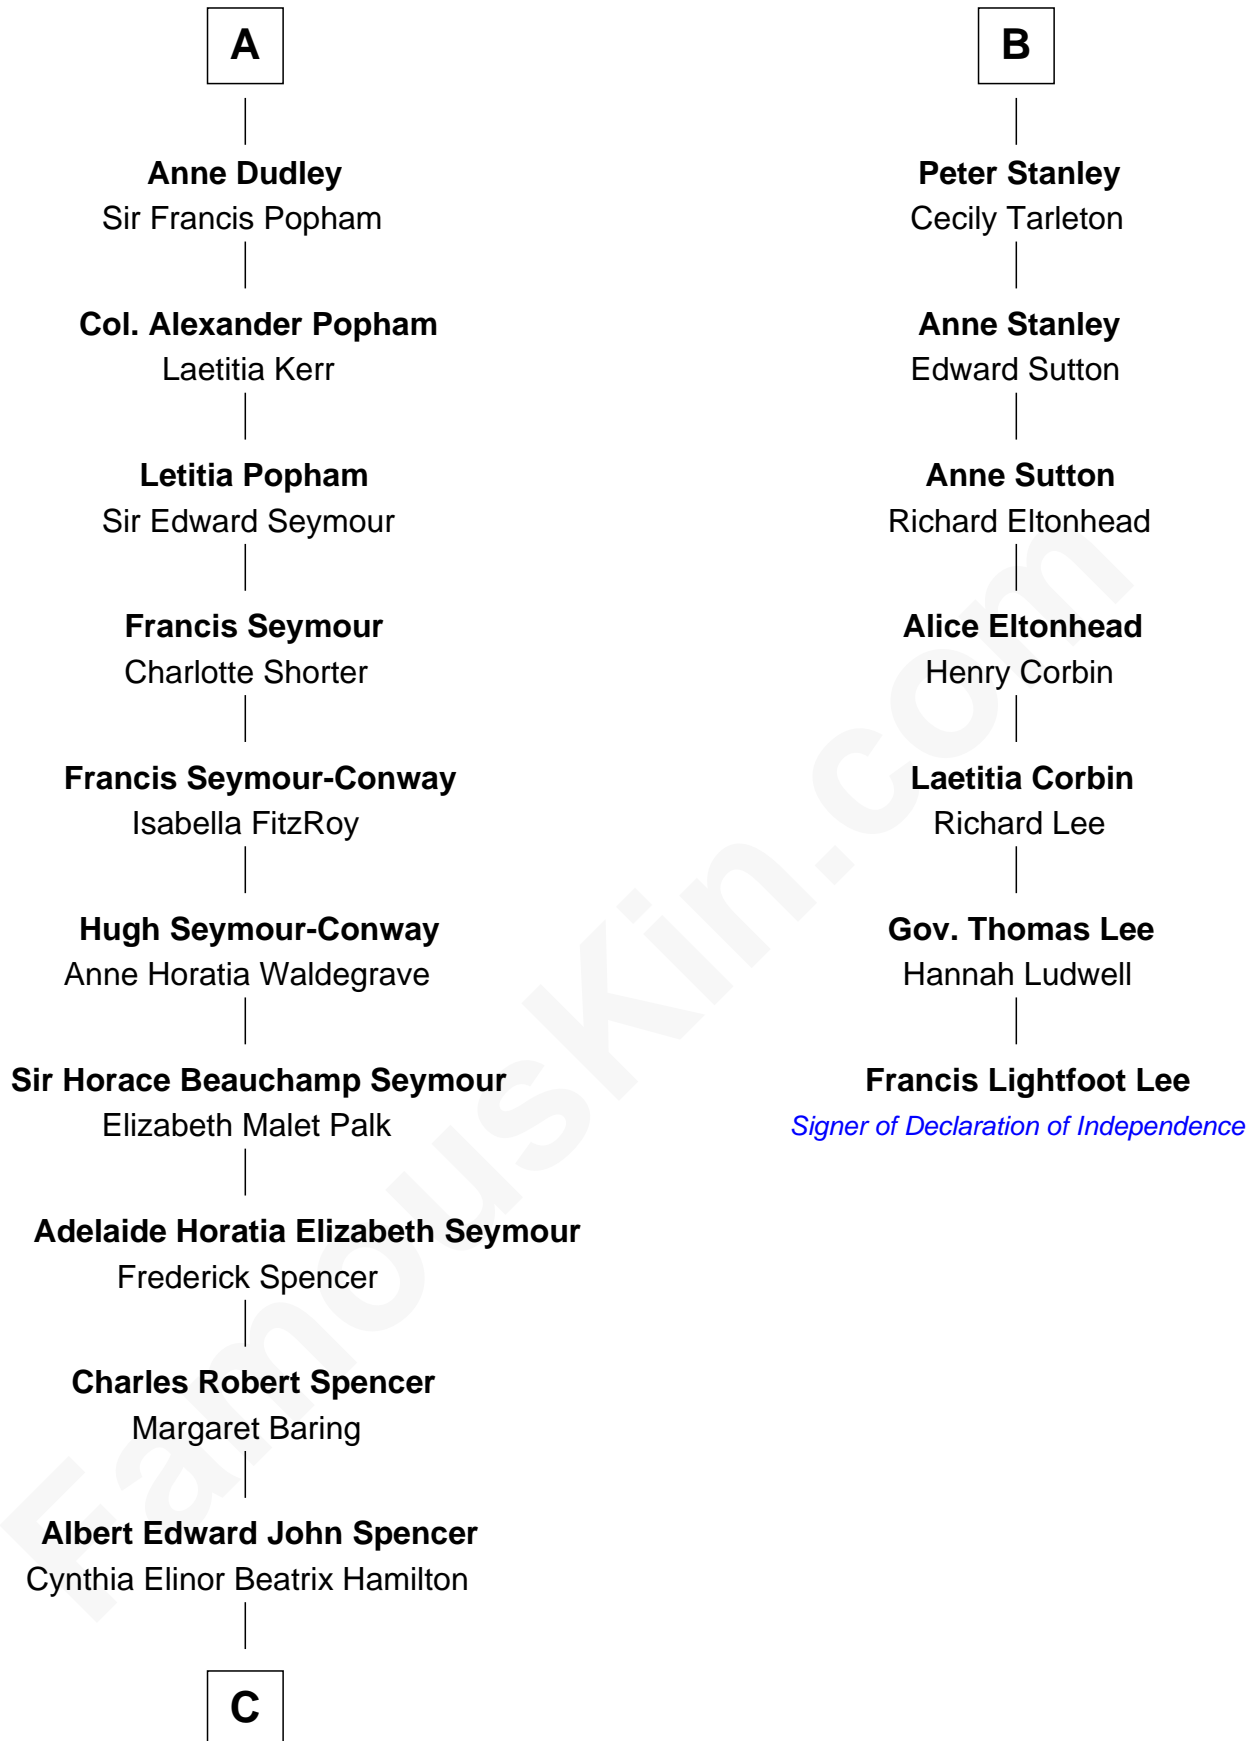 A
Anne Dudley
Sir Francis Popham
Col. Alexander Popham
Laetitia Kerr
Letitia Popham
Sir Edward Seymour
Francis Seymour
Charlotte Shorter
Francis Seymour-Conway
Isabella FitzRoy
Hugh Seymour-Conway
Anne Horatia Waldegrave
Sir Horace Beauchamp Seymour
Elizabeth Malet Palk
Adelaide Horatia Elizabeth Seymour
Frederick Spencer
Charles Robert Spencer
Margaret Baring
Albert Edward John Spencer
Cynthia Elinor Beatrix Hamilton
C
B
Peter Stanley
Cecily Tarleton
Anne Stanley
Edward Sutton
Anne Sutton
Richard Eltonhead
Alice Eltonhead
Henry Corbin
Laetitia Corbin
Richard Lee
Gov. Thomas Lee
Hannah Ludwell
Francis Lightfoot Lee
Signer of Declaration of Independence
FamousKin.com